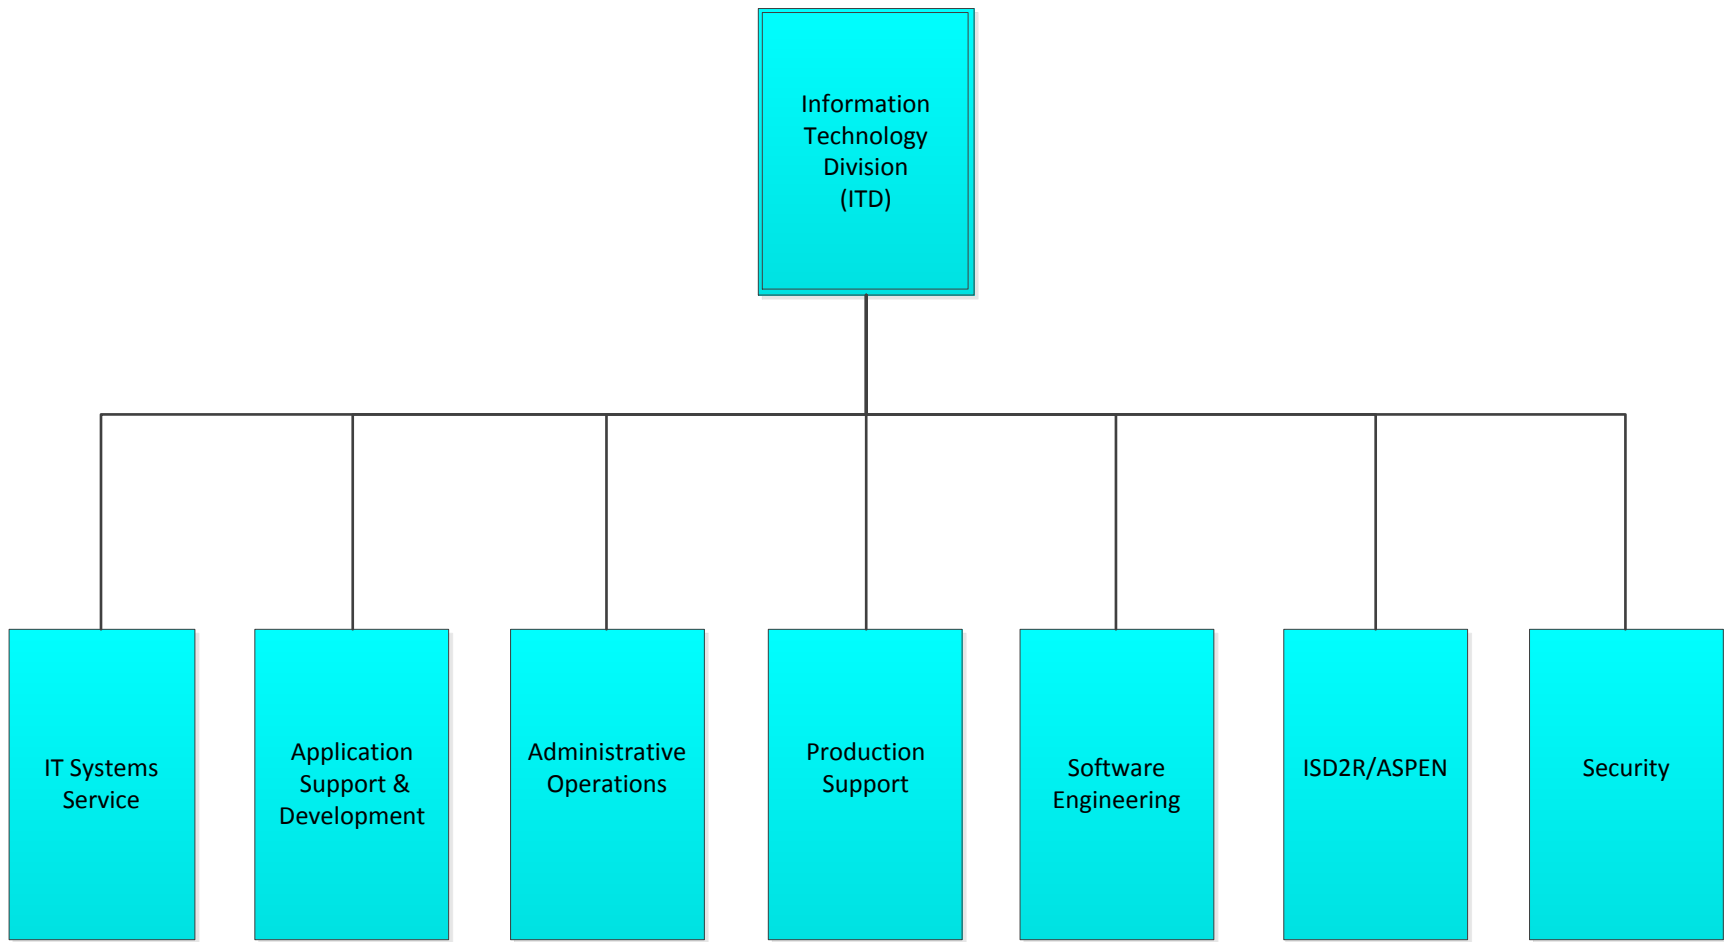 Information
Technology
Division
(ITD)
IT Systems
Service
Application
Support &
Development
Administrative
Operations
Production
Support
Software
Engineering
ISD2R/ASPEN
Security